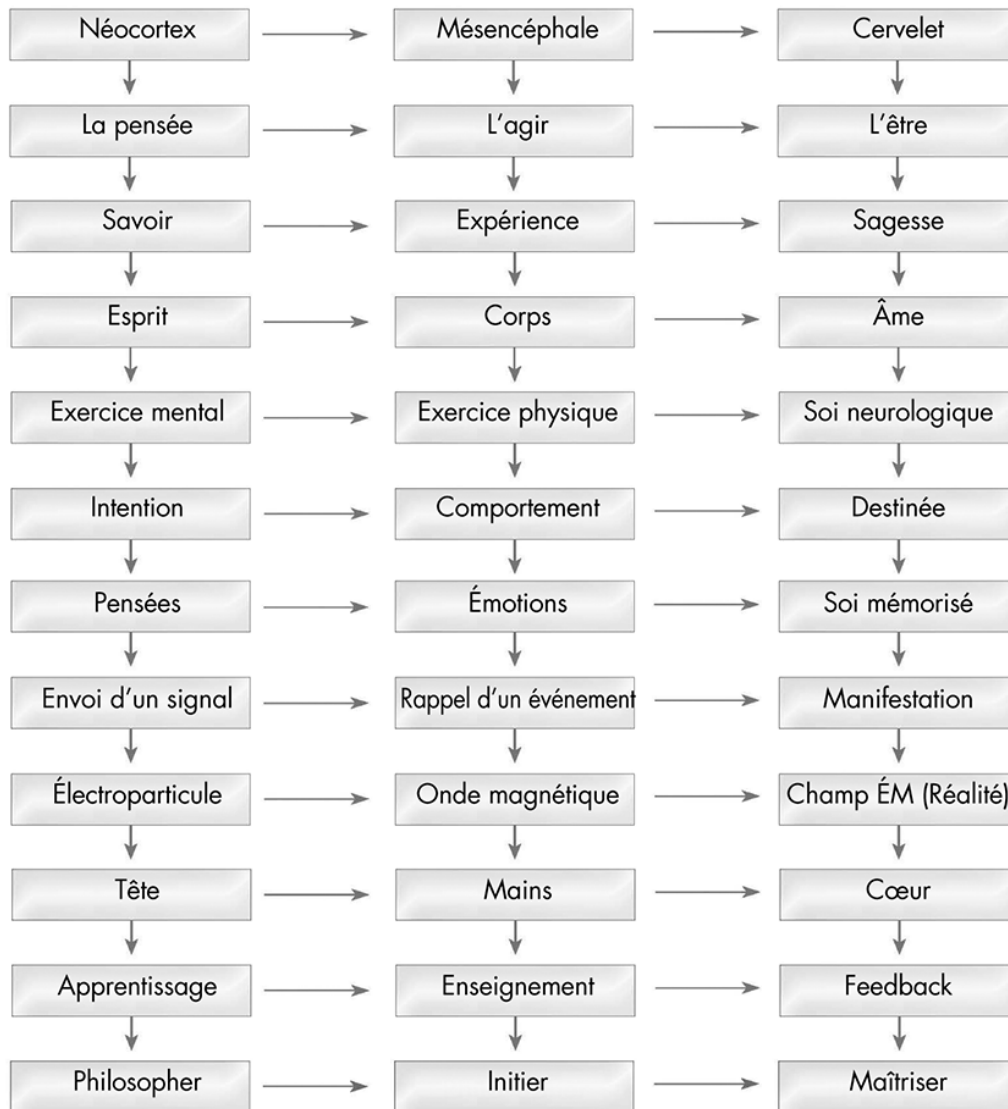 Néocortex
Mésencéphale
Cervelet
La pensée
L'agir
L'être
Savoir
Expérience
Sagesse
Esprit
Corps
Âme
Exercice mental
Exercice physique
Soi neurologique
Intention
Comportement
Destinée
Pensées
Émotions
Soi mémorisé
Envoi d'un signal
Rappel d'un événement
Manifestation
Électroparticule
Onde magnétique
Champ ÉM (Réalité)
Tête
Mains
Cœur
Apprentissage
Enseignement
Feedback
Philosopher
Initier
Maîtriser